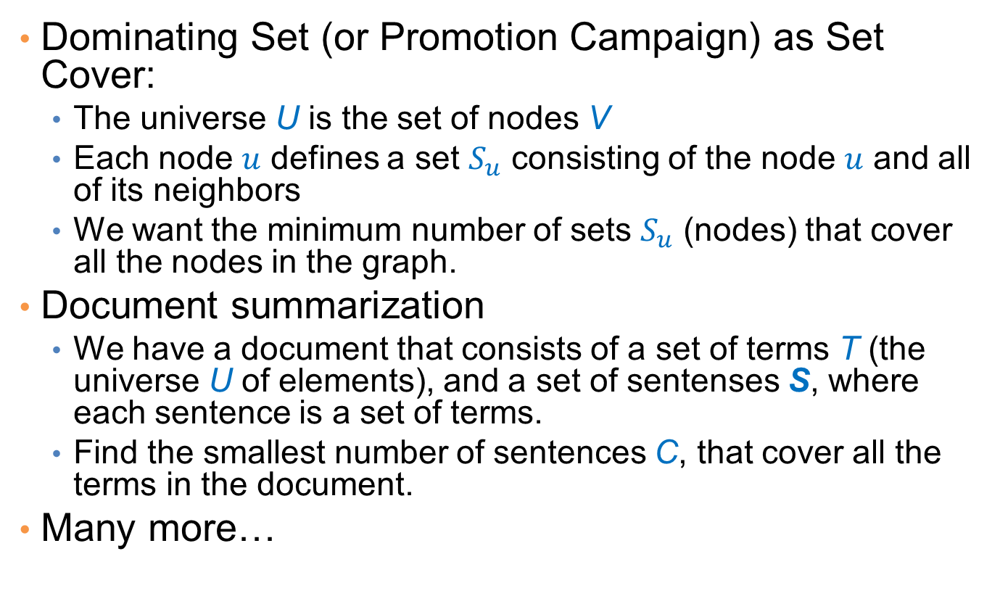 • Dominating Set (or Promotion Campaign) as Set
Cover:
• The universe U is the set of nodes V
• Each node 𝑢 defines a set 𝑆𝑢 consisting of the node 𝑢 and all
of its neighbors
• We want the minimum number of sets 𝑆𝑢 (nodes) that cover
all the nodes in the graph.
• Document summarization
• We have a document that consists of a set of terms T (the
universe U of elements), and a set of sentenses S, where
each sentence is a set of terms.
• Find the smallest number of sentences C, that cover all the
terms in the document.
• Many more…